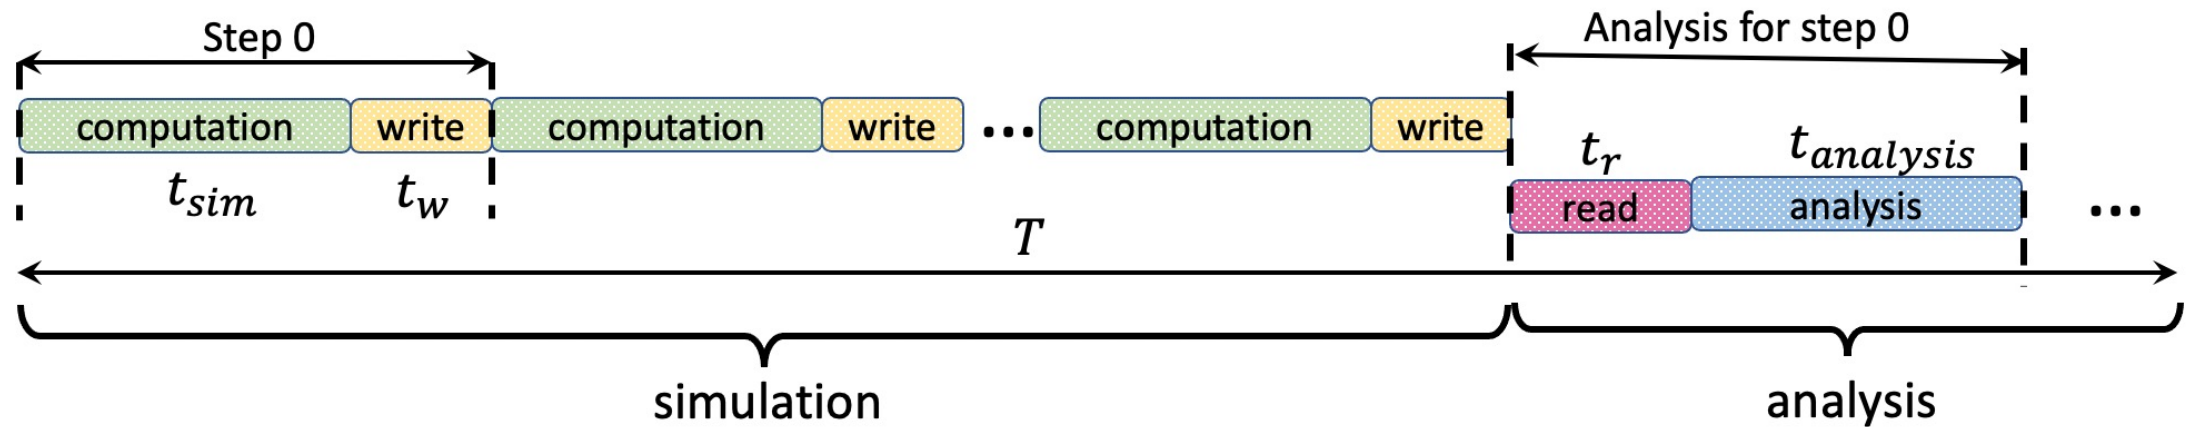 Step 0
Analysis for step 0
computation write computation write ... computation write
t_sim t_w
t_r t_analysis
read analysis ...
T
simulation
analysis